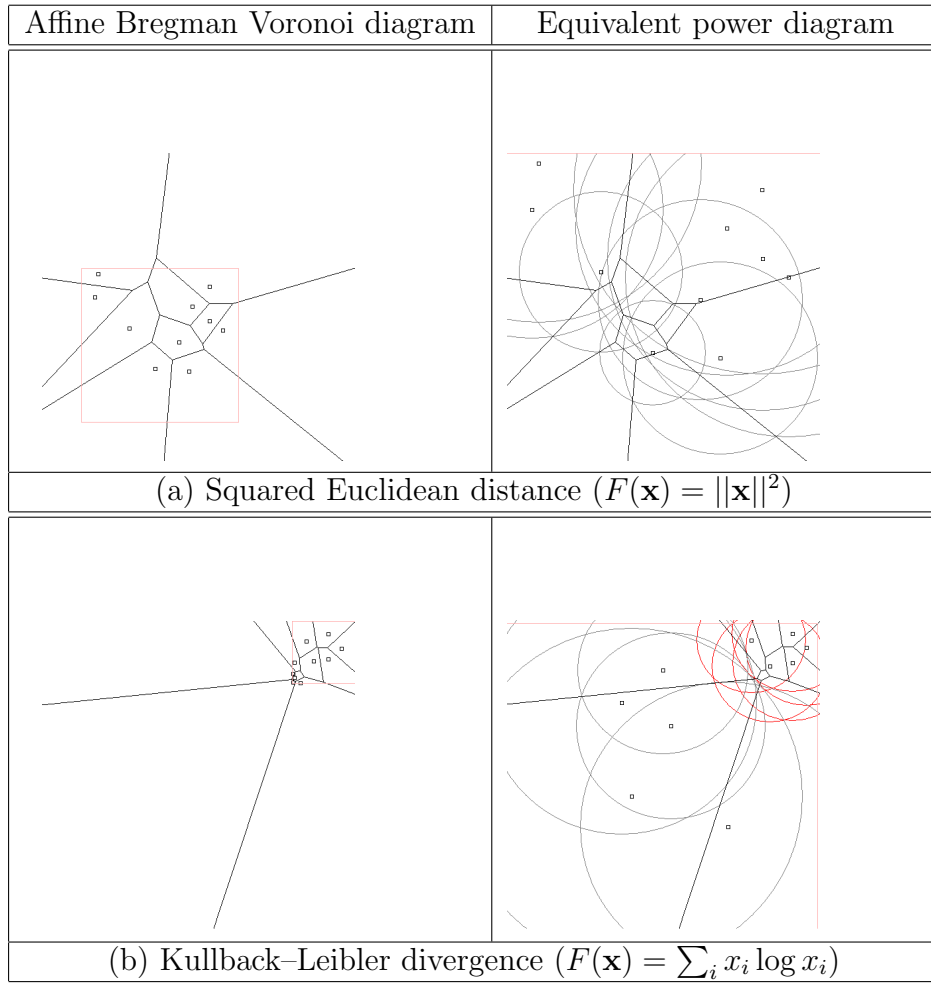 Affine Bregman Voronoi diagram
Equivalent power diagram
(a) Squared Euclidean distance (F(x) = ||x||²)
(b) Kullback–Leibler divergence (F(x) = ∑ᵢ xᵢ log xᵢ)